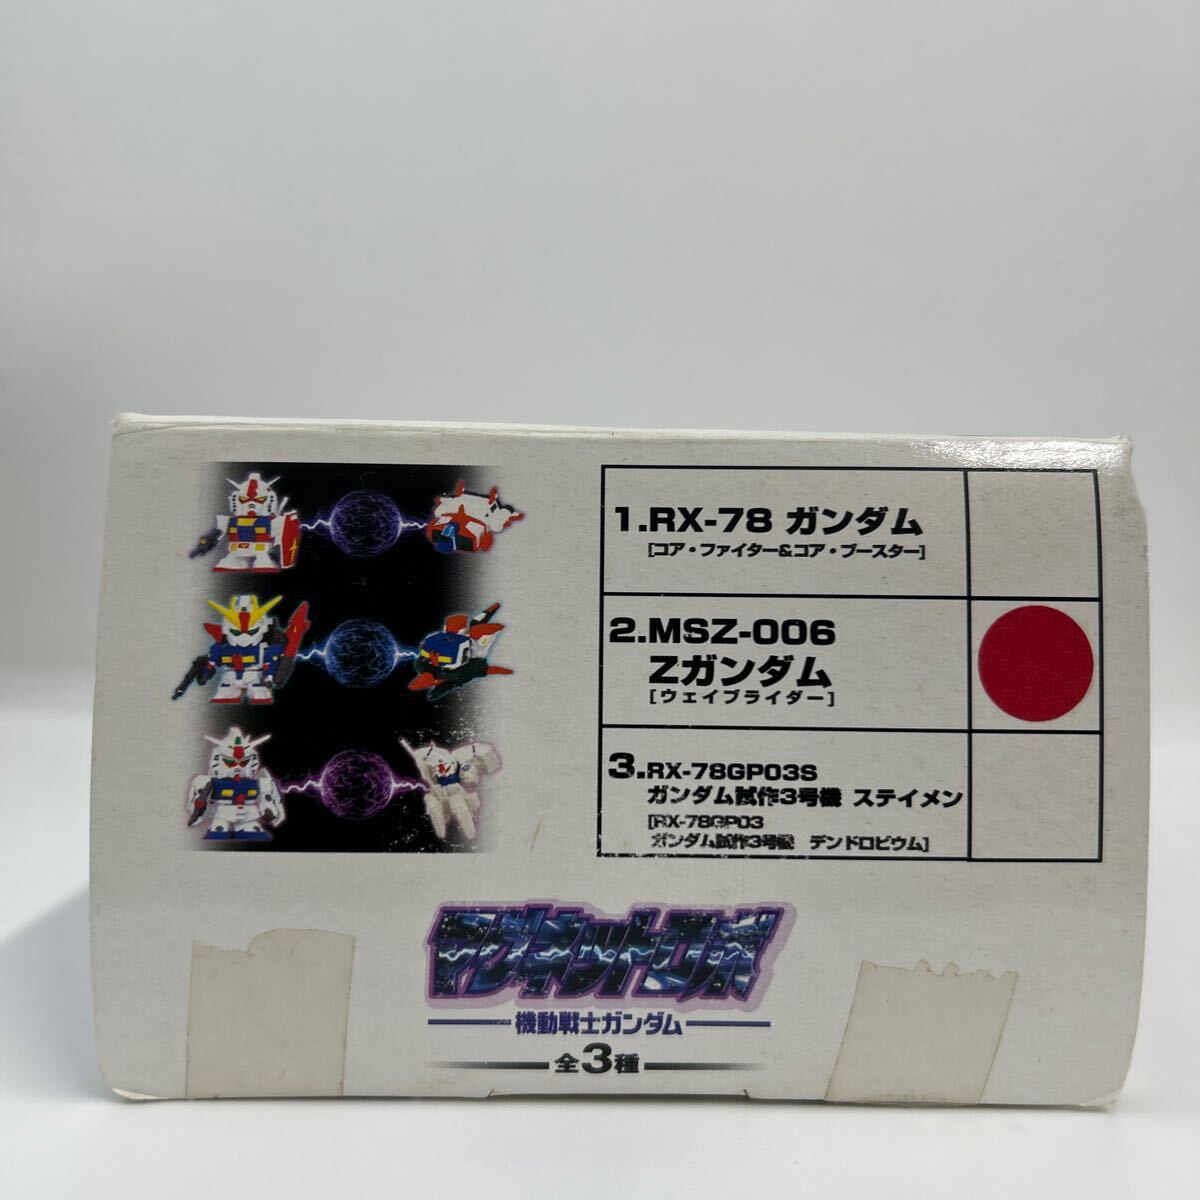 1.RX-78 ガンダム
[コア・ファイター&コア・ブースター]
2.MSZ-006
Zガンダム
[ウェイブライダー]
3.RX-78GP03S
ガンダム試作3号機 ステイメン
[RX-78GP03
ガンダム試作3号機 デンドロビウム]
マグネットロボ
機動戦士ガンダム
全3種